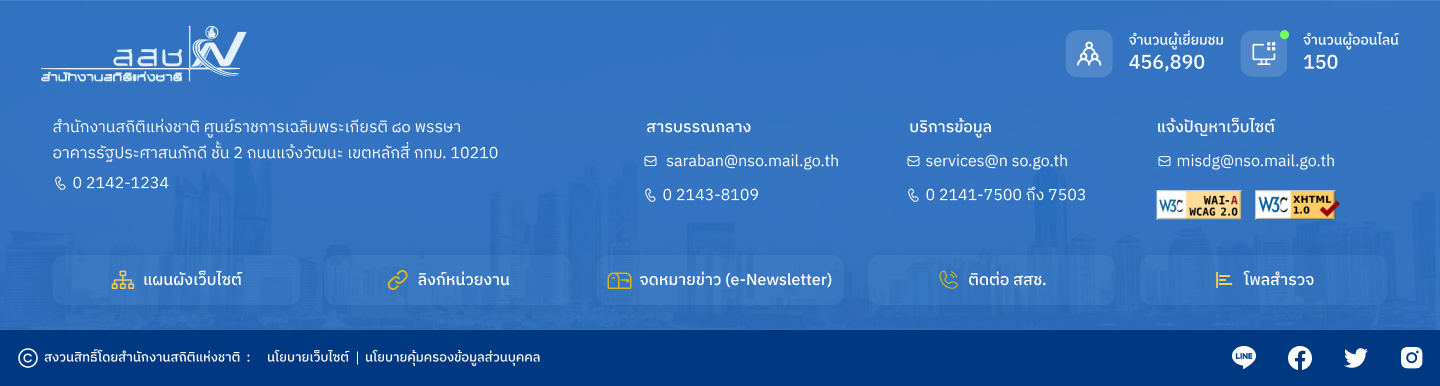 สสช
สำนักงานสถิติแห่งชาติ
จำนวนผู้เยี่ยมชม
456,890
จำนวนผู้ออนไลน์
150
สำนักงานสถิติแห่งชาติ ศูนย์ราชการเฉลิมพระเกียรติ ๘๐ พรรษา
อาคารรัฐประศาสนภักดี ชั้น 2 ถนนแจ้งวัฒนะ เขตหลักสี่ กทม. 10210
0 2142-1234
สารบรรณกลาง
saraban@nso.mail.go.th
0 2143-8109
บริการข้อมูล
services@n so.go.th
0 2141-7500 ถึง 7503
แจ้งปัญหาเว็บไซต์
misdg@nso.mail.go.th
W3C WAI-A WCAG 2.0
W3C XHTML 1.0
แผนผังเว็บไซต์
ลิงก์หน่วยงาน
จดหมายข่าว (e-Newsletter)
ติดต่อ สสช.
โพลสำรวจ
© สงวนสิทธิ์โดยสำนักงานสถิติแห่งชาติ : นโยบายเว็บไซต์ | นโยบายคุ้มครองข้อมูลส่วนบุคคล
LINE